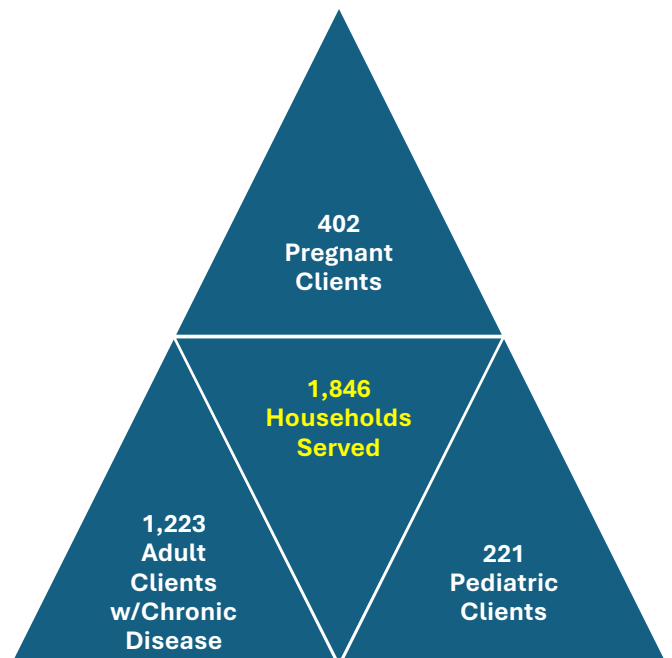 402
Pregnant
Clients
1,846
Households
Served
1,223
Adult
Clients
w/Chronic
Disease
221
Pediatric
Clients